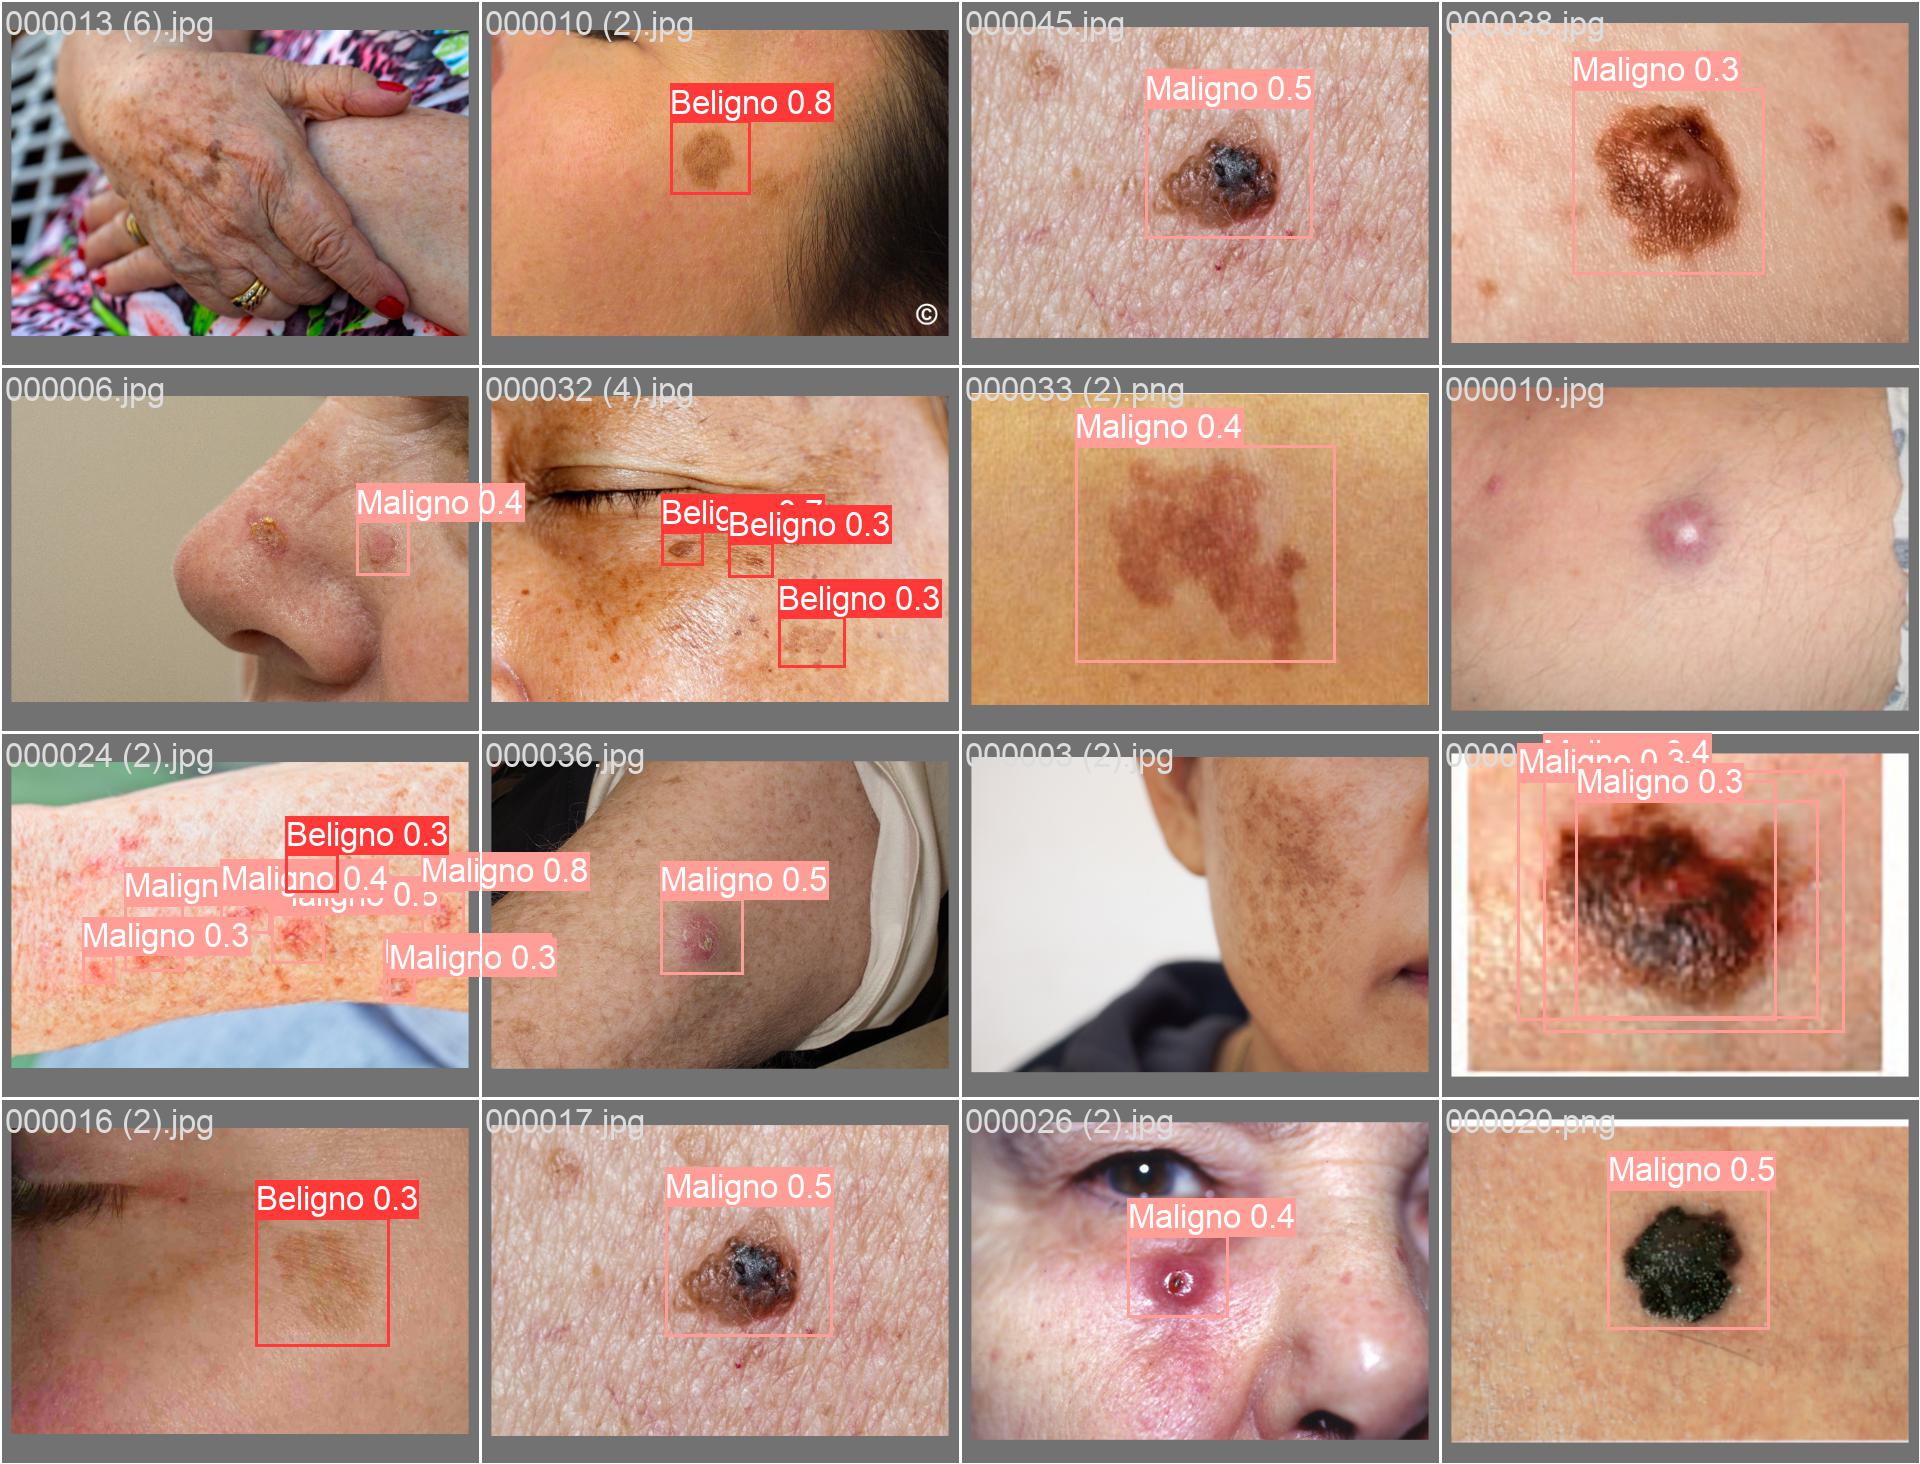 000013 (6).jpg
000010 (2).jpg
000045.jpg
000038.jpg
Beligno 0.8
Maligno 0.5
Maligno 0.3
©
000006.jpg
000032 (4).jpg
000033 (2).png
000010.jpg
Maligno 0.4
Beligno 0.3
Beligno 0.3
Maligno 0.4
000024 (2).jpg
000036.jpg
000003 (2).jpg
Beligno 0.3
Maligno 0.4
Maligno 0.8
Maligno 0.3
Maligno 0.3
Maligno 0.5
Maligno 0.3
000016 (2).jpg
000017.jpg
000026 (2).jpg
000020.png
Beligno 0.3
Maligno 0.5
Maligno 0.4
Maligno 0.5